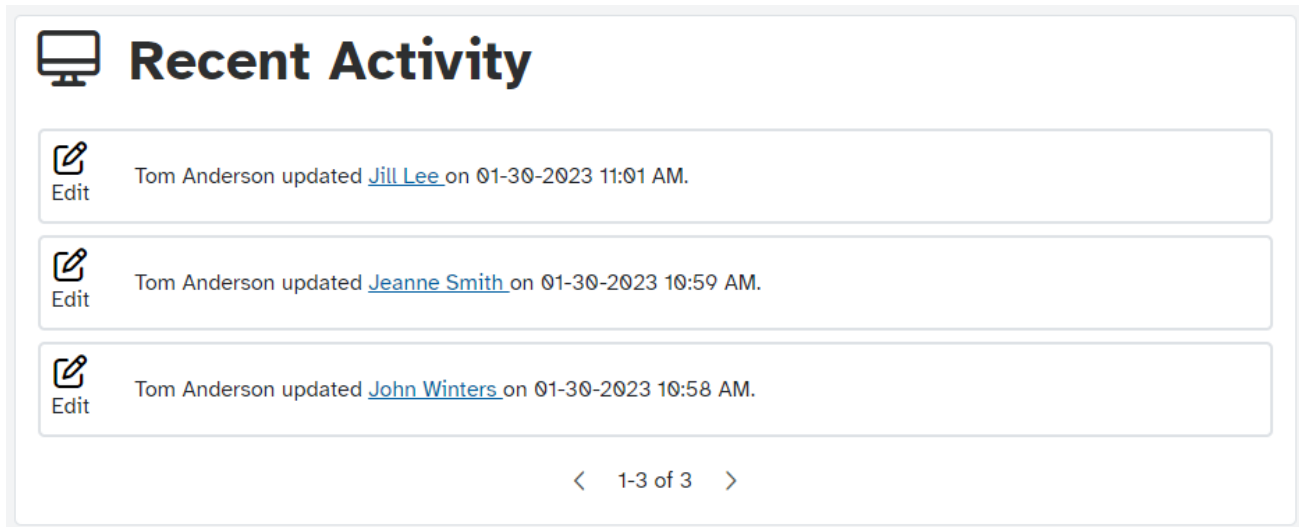 Recent Activity
Edit
Tom Anderson updated Jill Lee on 01-30-2023 11:01 AM.
Edit
Tom Anderson updated Jeanne Smith on 01-30-2023 10:59 AM.
Edit
Tom Anderson updated John Winters on 01-30-2023 10:58 AM.
1-3 of 3